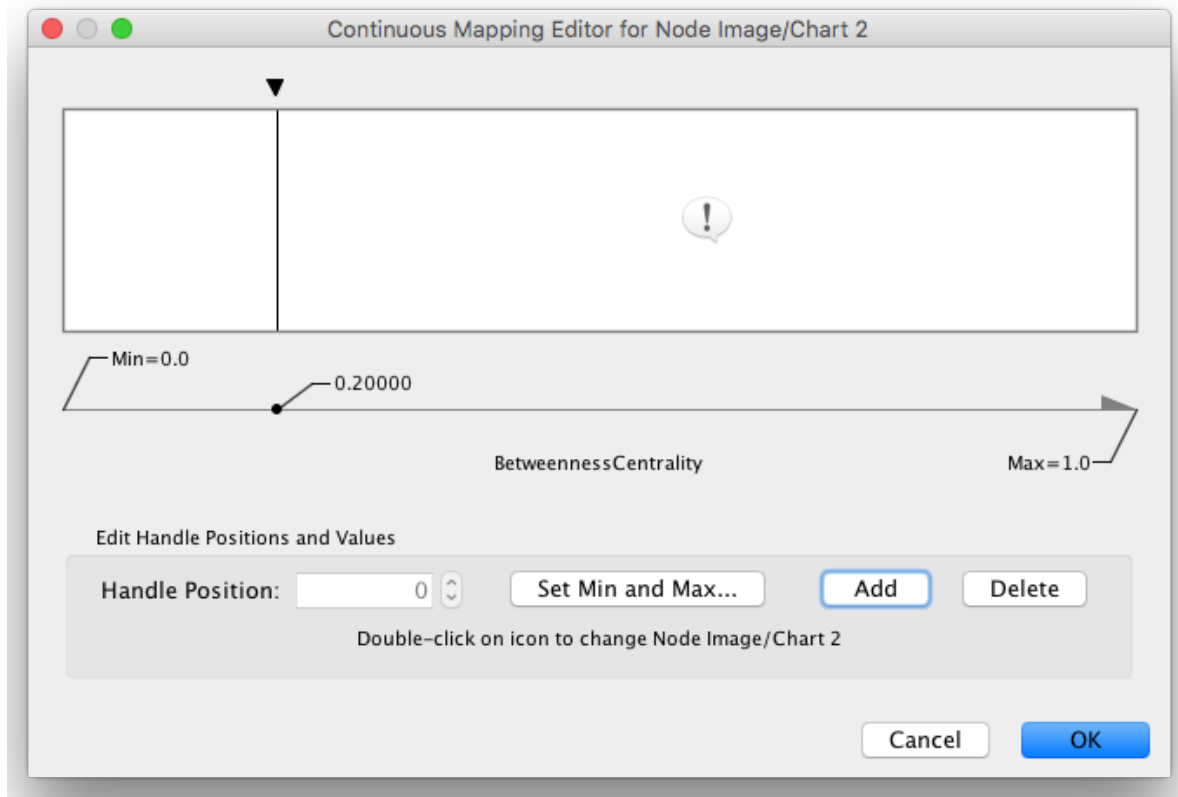 Continuous Mapping Editor for Node Image/Chart 2
!
Min=0.0
0.20000
BetweennessCentrality
Max=1.0
Edit Handle Positions and Values
Handle Position: 0 Set Min and Max... Add Delete
Double-click on icon to change Node Image/Chart 2
Cancel OK